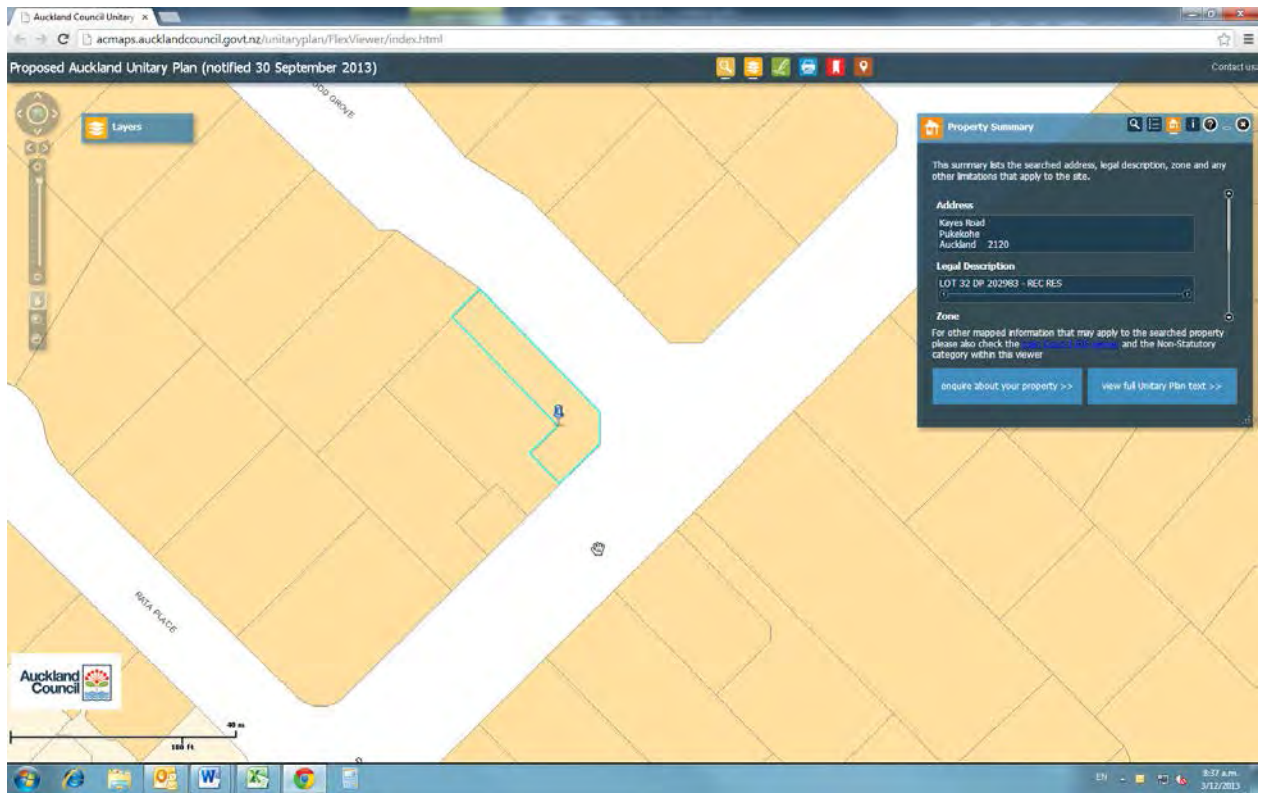 Auckland Council Unitary
acmaps.aucklandcouncil.govt.nz/unitaryplan/FlexViewer/index.html
Proposed Auckland Unitary Plan (notified 30 September 2013)
Contact us
OOD GROVE
Layers
Property Summary
This summary lists the searched address, legal description, zone and any
other limitations that apply to the site.
Address
Kayes Road
Pukekohe
Auckland 2120
Legal Description
LOT 32 DP 202983 - REC RES
Zone
For other mapped information that may apply to the searched property
please also check the
and the Non-Statutory
category within this viewer
enquire about your property >>
view full Unitary Plan text >>
RATA PLACE
Auckland
Council
40 m
100 ft
EN
8:37 a.m.
3/12/2013